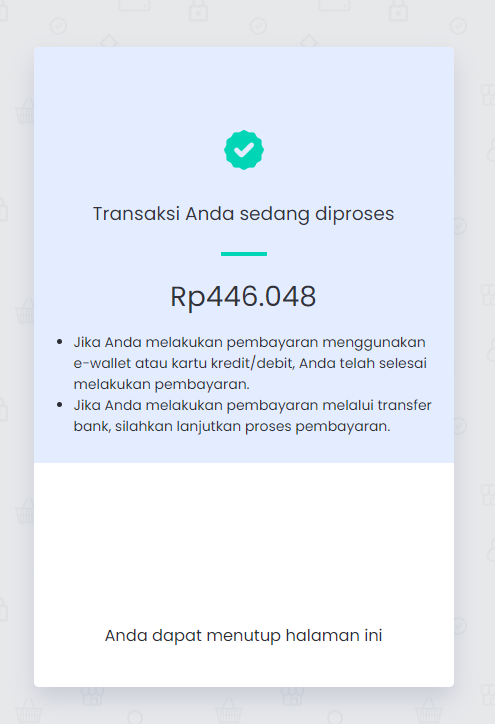 Transaksi Anda sedang diproses
Rp446.048
Jika Anda melakukan pembayaran menggunakan
e-wallet atau kartu kredit/debit, Anda telah selesai
melakukan pembayaran.
Jika Anda melakukan pembayaran melalui transfer
bank, silahkan lanjutkan proses pembayaran.
Anda dapat menutup halaman ini